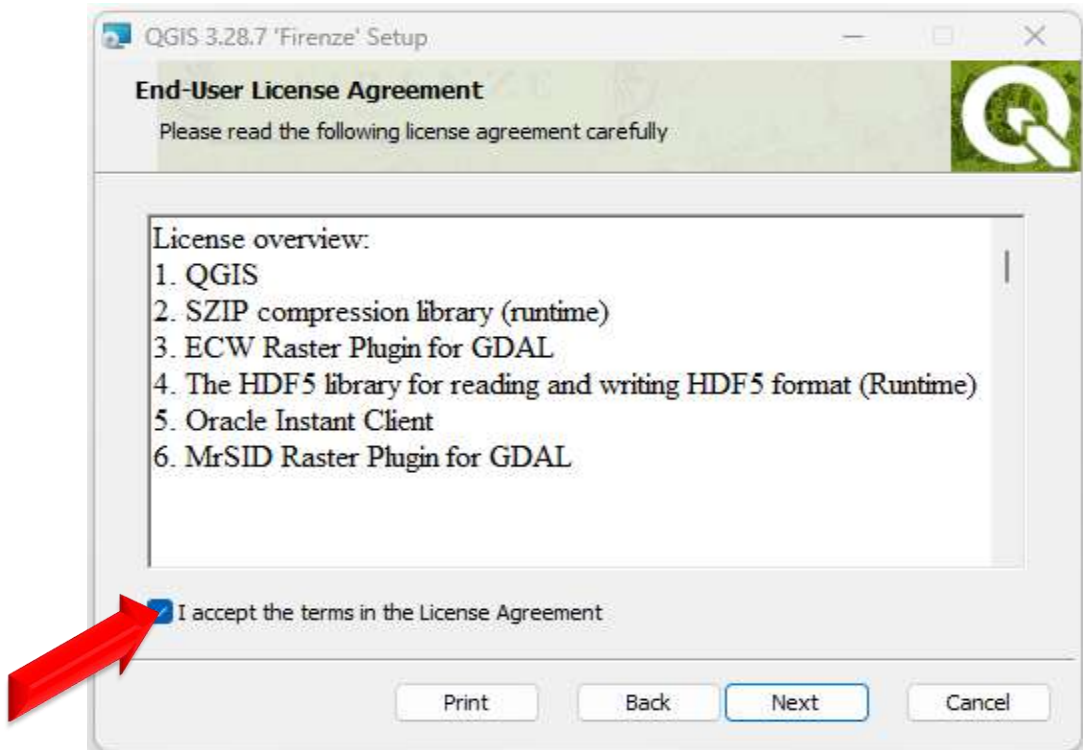 QGIS 3.28.7 'Firenze' Setup
End-User License Agreement
Please read the following license agreement carefully
License overview:
1. QGIS
2. SZIP compression library (runtime)
3. ECW Raster Plugin for GDAL
4. The HDF5 library for reading and writing HDF5 format (Runtime)
5. Oracle Instant Client
6. MrSID Raster Plugin for GDAL
I accept the terms in the License Agreement
Print Back Next Cancel